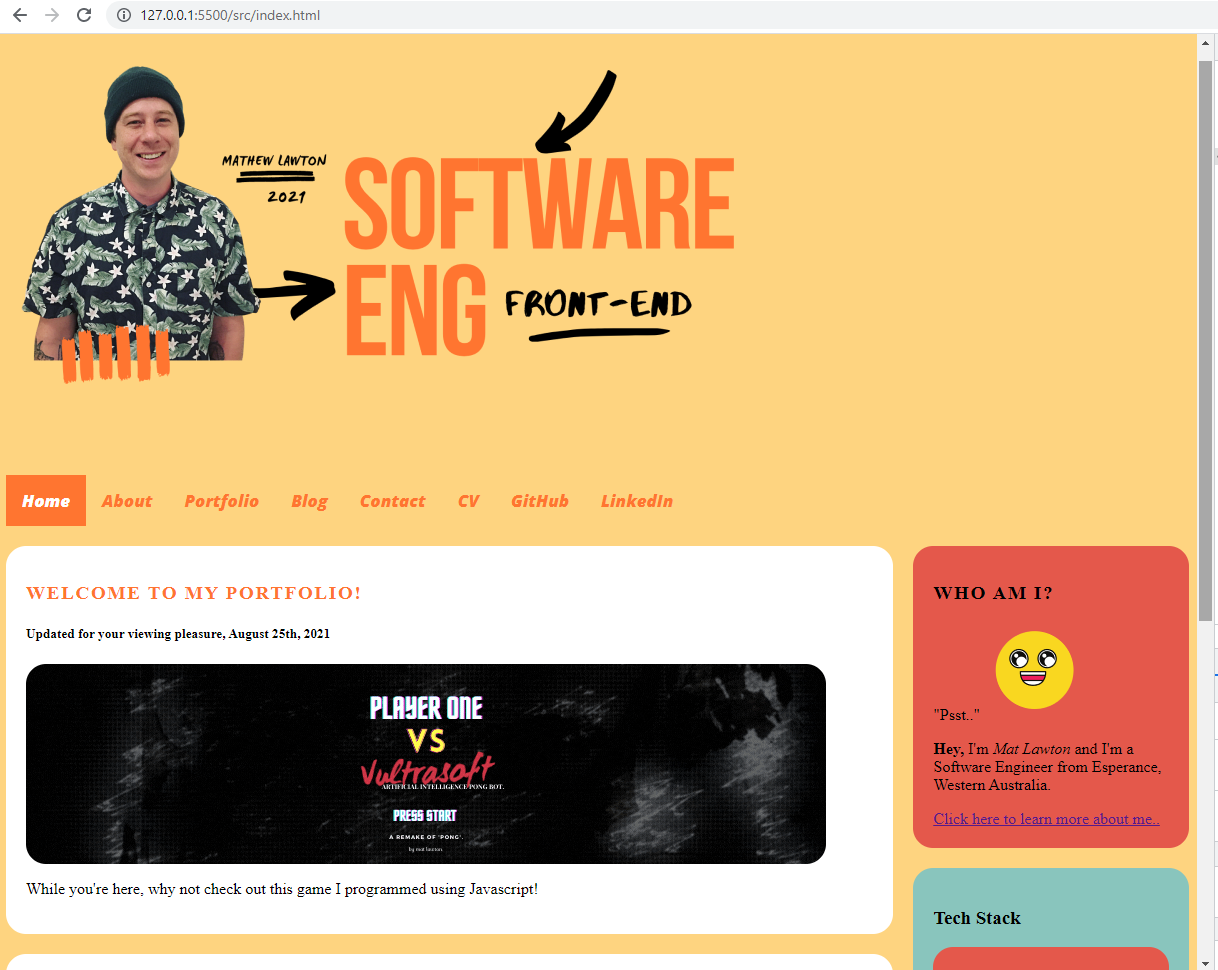 127.0.0.1:5500/src/index.html
MATHEW LAWTON
2021
SOFTWARE
ENG
FRONT-END
Home About Portfolio Blog Contact CV GitHub LinkedIn
WELCOME TO MY PORTFOLIO!
Updated for your viewing pleasure, August 25th, 2021
PLAYER ONE
VS
Vultrasoft
ARTIFICIAL INTELLIGENCE PONG BOT.
PRESS START
A REMAKE OF 'PONG'.
by mat lawton
While you're here, why not check out this game I programmed using Javascript!
WHO AM I?
"Psst.."
Hey, I'm Mat Lawton and I'm a
Software Engineer from Esperance,
Western Australia.
Click here to learn more about me..
Tech Stack